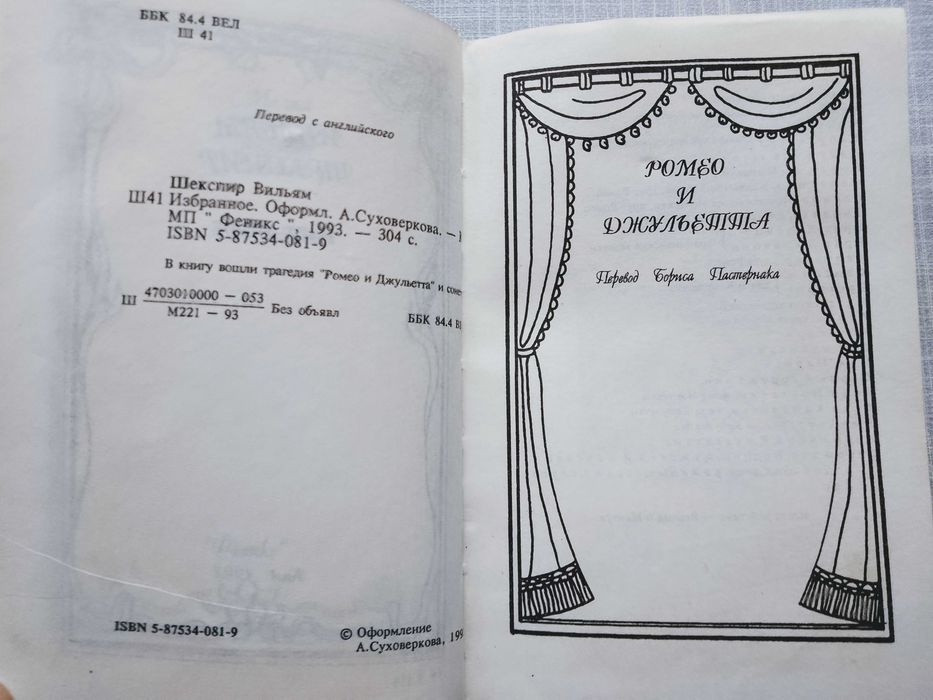 ББК 84.4 ВЕЛ
Ш 41
Перевод с английского
Шекспир Вильям
Ш41 Избранное. Оформл. А.Суховеркова. —
МП " Феникс ", 1993. — 304 с.
ISBN 5-87534-081-9
В книгу вошли трагедия "Ромео и Джульетта" и
Ш 4703010000 — 053
М221 — 93 Без объявл
ББК 84.4
ISBN 5-87534-081-9
© Оформление
А.Суховеркова,
РОМЕО
И
ДЖУЛЬЕТТА
Перевод Бориса Пастернака